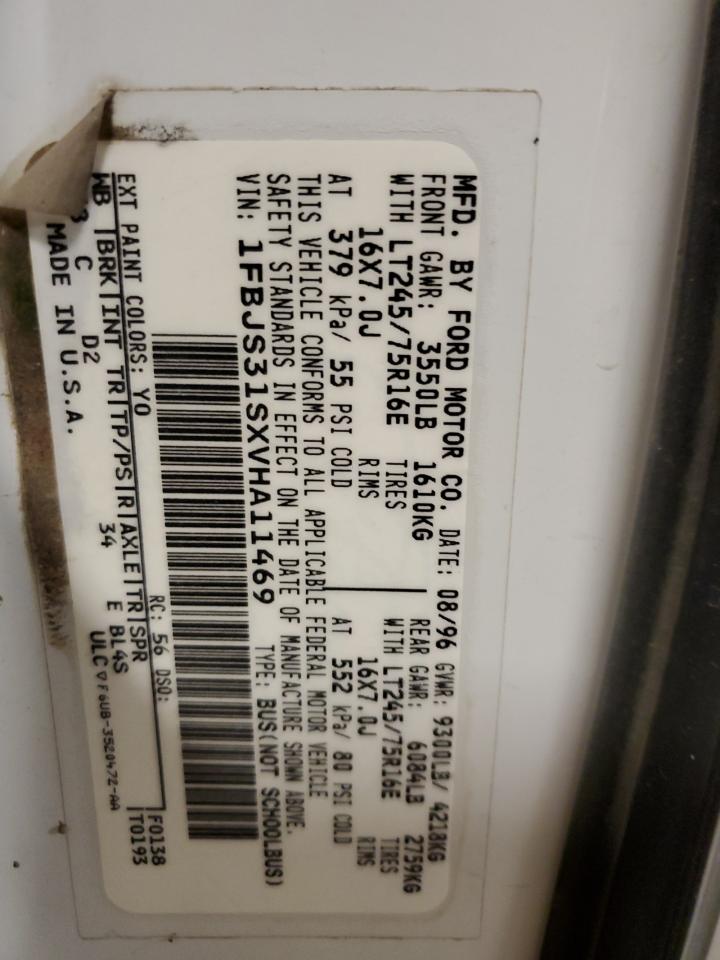 MFD. BY FORD MOTOR CO.
DATE: 08/96 GVWR: 9300LB/ 4218KG
FRONT GAWR: 3550LB 1610KG REAR GAWR: 6084LB 2759KG
WITH LT245/75R16E TIRES WITH LT245/75R16E TIRES
16X7.0J RIMS 16X7.0J RIMS
AT 379 kPa/ 55 PSI COLD AT 552 kPa/ 80 PSI COLD
THIS VEHICLE CONFORMS TO ALL APPLICABLE FEDERAL MOTOR VEHICLE
SAFETY STANDARDS IN EFFECT ON THE DATE OF MANUFACTURE SHOWN ABOVE.
VIN: 1FBJS31SXVHA11469 TYPE: BUS(NOT SCHOOLBUS)
F0138
T0193
EXT PAINT COLORS: YO RC: 56 DSO:
WB |BRK|INT TR|TP/PS|R|AXLE|TR|SPR
C D2 34 E BL4S
MADE IN U.S.A. ULC F6UB-3520472-AA